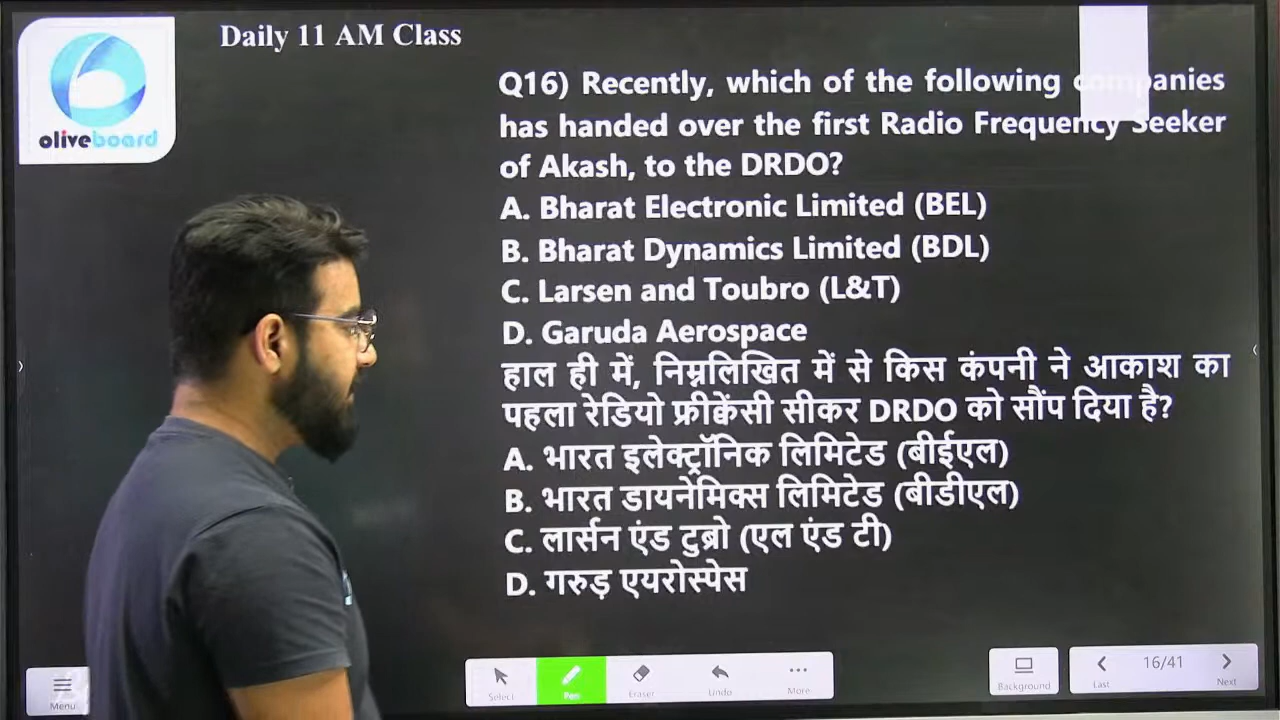 Daily 11 AM Class
oliveboard
Q16) Recently, which of the following companies
has handed over the first Radio Frequency Seeker
of Akash, to the DRDO?
A. Bharat Electronic Limited (BEL)
B. Bharat Dynamics Limited (BDL)
C. Larsen and Toubro (L&T)
D. Garuda Aerospace
हाल ही में, निम्नलिखित में से किस कंपनी ने आकाश का
पहला रेडियो फ्रीक्वेंसी सीकर DRDO को सौंप दिया है?
A. भारत इलेक्ट्रॉनिक लिमिटेड (बीईएल)
B. भारत डायनेमिक्स लिमिटेड (बीडीएल)
C. लार्सन एंड टुब्रो (एल एंड टी)
D. गरुड़ एयरोस्पेस
Menu
Select Pen Eraser Undo More
Background
Last 16/41 Next